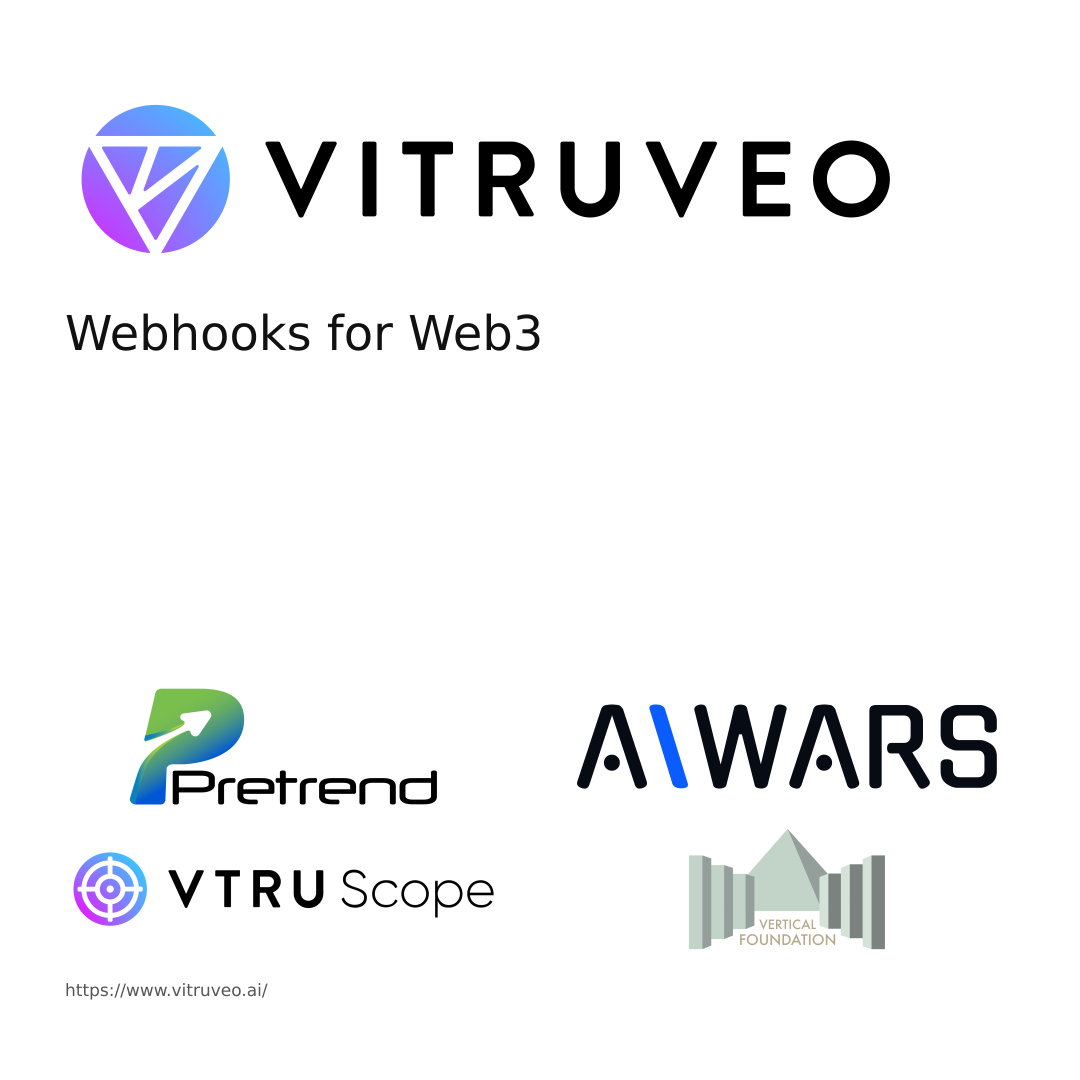 VITRUVEO
Webhooks for Web3
Pretrend
AIWARS
VTRU Scope
VERTICAL
FOUNDATION
https://www.vitruveo.ai/